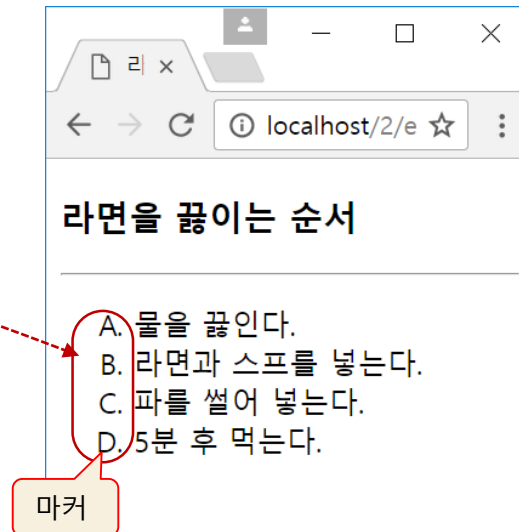 라
localhost/2/e
라면을 끓이는 순서
A. 물을 끓인다.
B. 라면과 스프를 넣는다.
C. 파를 썰어 넣는다.
D. 5분 후 먹는다.
마커